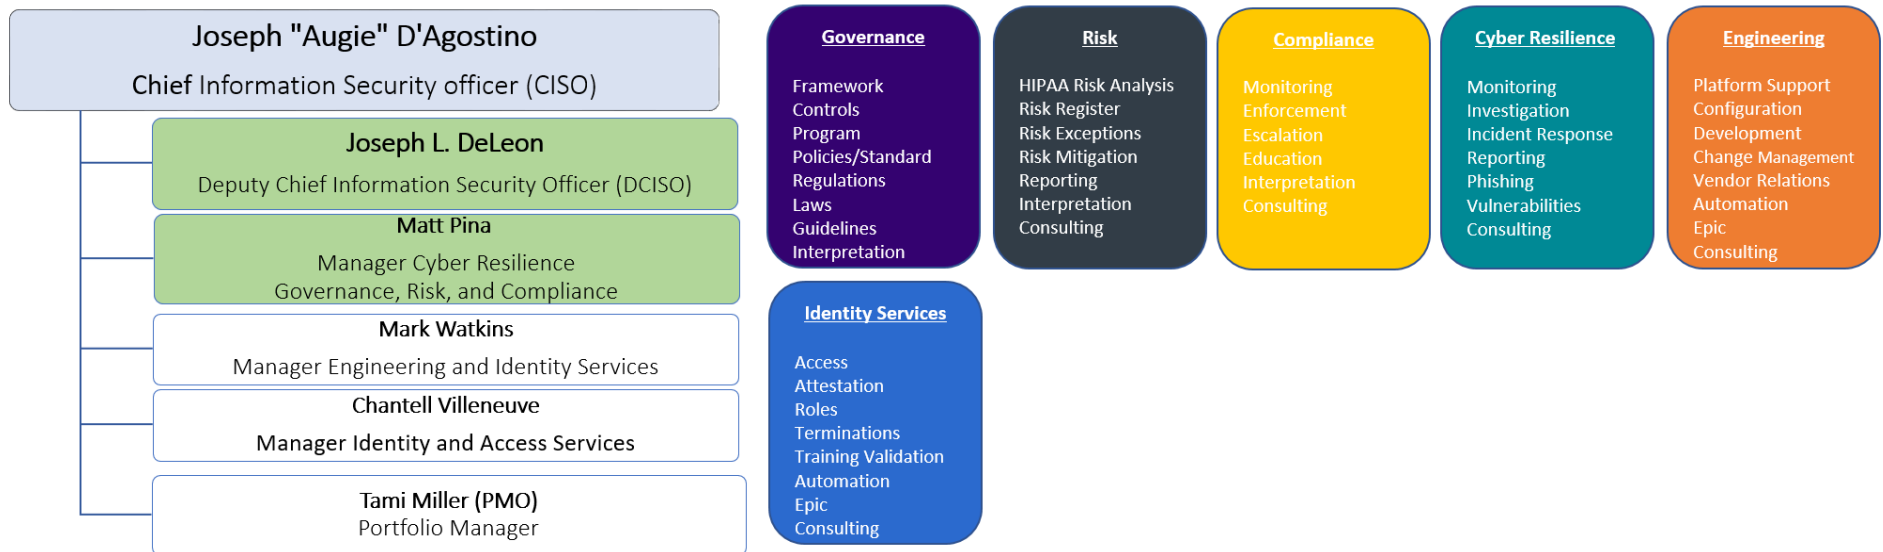 Joseph "Augie" D'Agostino
Chief Information Security officer (CISO)
Joseph L. DeLeon
Deputy Chief Information Security Officer (DCISO)
Matt Pina
Manager Cyber Resilience
Governance, Risk, and Compliance
Mark Watkins
Manager Engineering and Identity Services
Chantell Villeneuve
Manager Identity and Access Services
Tami Miller (PMO)
Portfolio Manager
Governance
Framework
Controls
Program
Policies/Standard
Regulations
Laws
Guidelines
Interpretation
Risk
HIPAA Risk Analysis
Risk Register
Risk Exceptions
Risk Mitigation
Reporting
Interpretation
Consulting
Compliance
Monitoring
Enforcement
Escalation
Education
Interpretation
Consulting
Cyber Resilience
Monitoring
Investigation
Incident Response
Reporting
Phishing
Vulnerabilities
Consulting
Engineering
Platform Support
Configuration
Development
Change Management
Vendor Relations
Automation
Epic
Consulting
Identity Services
Access
Attestation
Roles
Terminations
Training Validation
Automation
Epic
Consulting